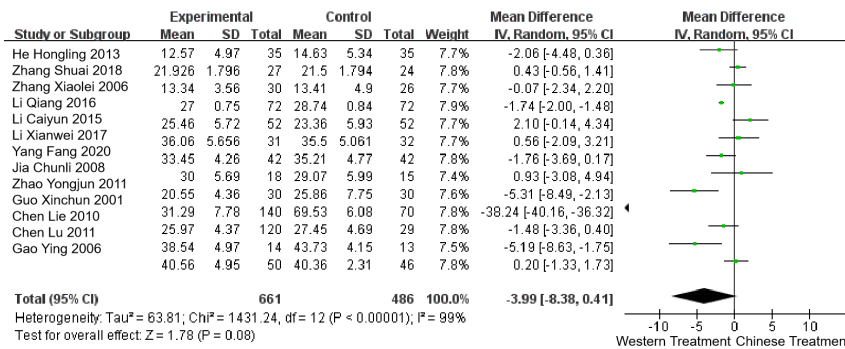 Experimental Control Mean Difference Mean Difference
Study or Subgroup Mean SD Total Mean SD Total Weight IV, Random, 95% CI IV, Random, 95% CI
He Hongling 2013 12.57 4.97 35 14.63 5.34 35 7.7% -2.06 [-4.48, 0.36]
Zhang Shuai 2018 21.926 1.796 27 21.5 1.794 24 7.8% 0.43 [-0.56, 1.41]
Zhang Xiaolei 2006 13.34 3.56 30 13.41 4.9 26 7.7% -0.07 [-2.34, 2.20]
Li Qiang 2016 27 0.75 72 28.74 0.84 72 7.9% -1.74 [-2.00, -1.48]
Li Caiyun 2015 25.46 5.72 52 23.36 5.93 52 7.7% 2.10 [-0.14, 4.34]
Li Xianwei 2017 36.06 5.656 31 35.5 5.061 32 7.6% 0.56 [-2.09, 3.21]
Yang Fang 2020 33.45 4.26 42 35.21 4.77 42 7.7% -1.76 [-3.69, 0.17]
Jia Chunli 2008 30 5.69 18 29.07 5.99 15 7.4% 0.93 [-3.08, 4.94]
Zhao Yongjun 2011 20.55 4.36 30 25.86 7.75 30 7.6% -5.31 [-8.49, -2.13]
Guo Xinchun 2001 31.29 7.78 140 69.53 6.08 70 7.8% -38.24 [-40.16, -36.32]
Chen Lie 2010 25.97 4.37 120 27.45 4.69 29 7.8% -1.48 [-3.36, 0.40]
Chen Lu 2011 38.54 4.97 14 43.73 4.15 13 7.5% -5.19 [-8.63, -1.75]
Gao Ying 2006 40.56 4.95 50 40.36 2.31 46 7.8% 0.20 [-1.33, 1.73]
Total (95% CI) 661 486 100.0% -3.99 [-8.38, 0.41]
Heterogeneity: Tau² = 63.81; Chi² = 1431.24, df = 12 (P < 0.00001); I² = 99%
Test for overall effect: Z = 1.78 (P = 0.08)
-10 -5 0 5 10
Western Treatment Chinese Treatmen